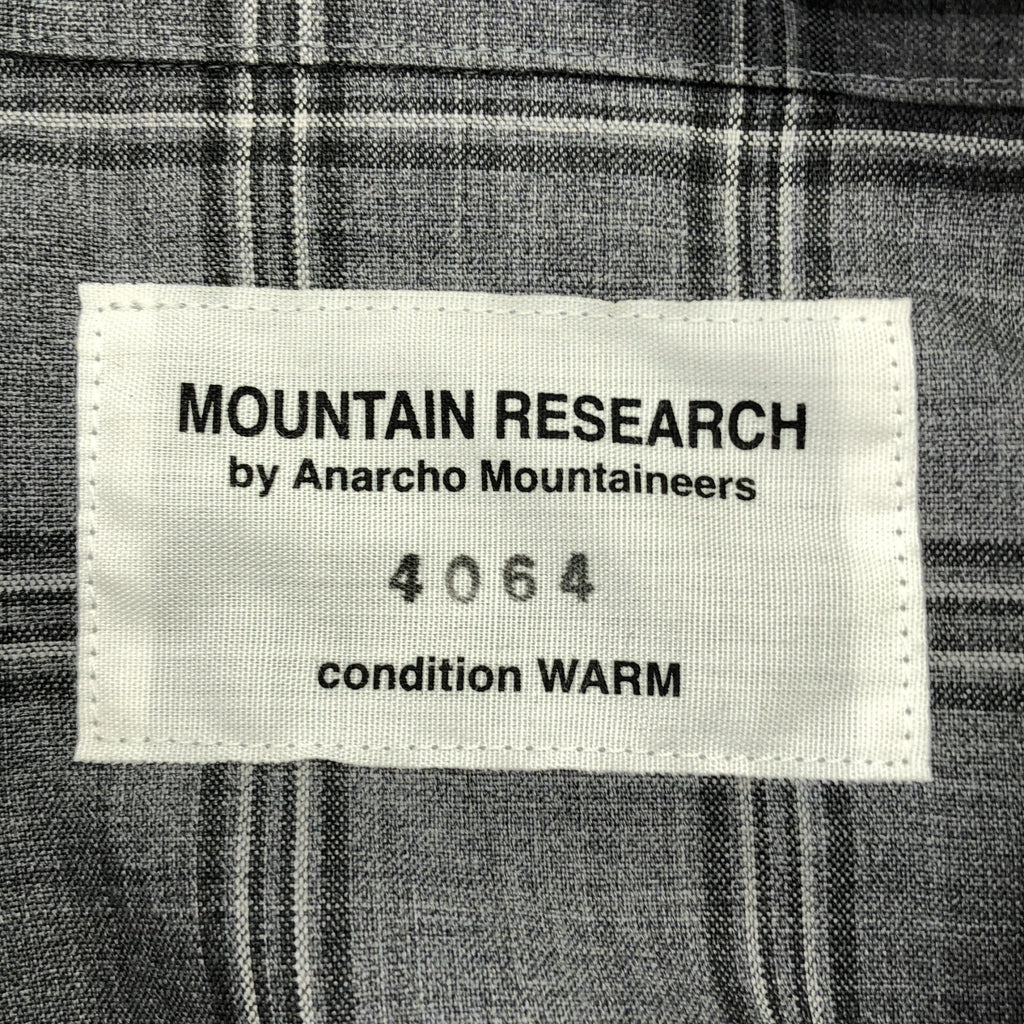 MOUNTAIN RESEARCH
by Anarcho Mountaineers
4064
condition WARM